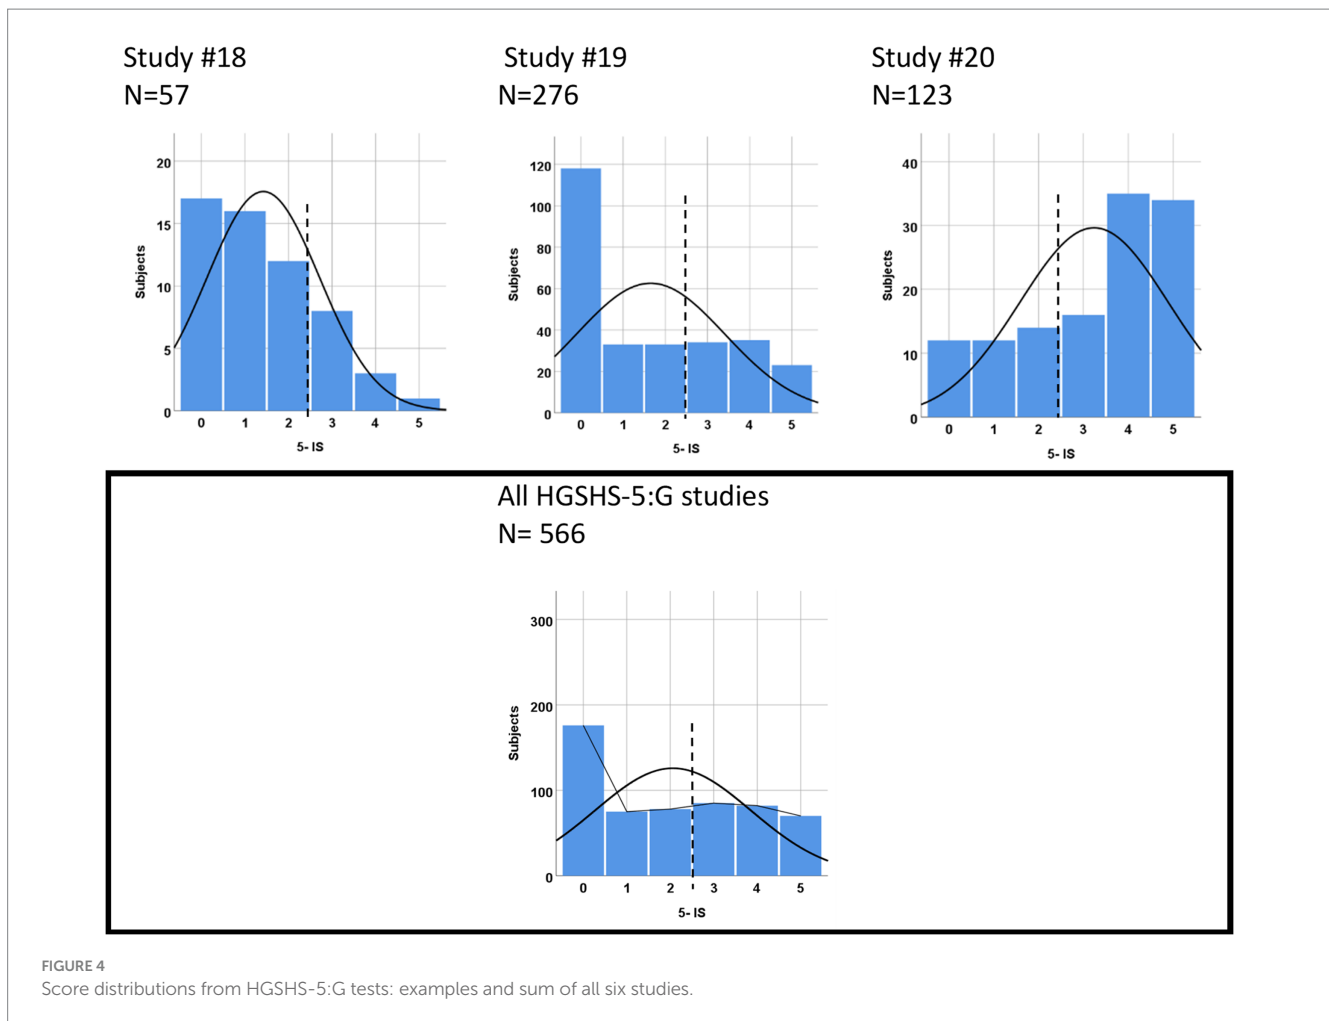 Study #18
N=57
20
15
10
5
0
Subjects
0 1 2 3 4 5
5- IS
Study #19
N=276
120
100
80
60
40
20
0
Subjects
0 1 2 3 4 5
5- IS
Study #20
N=123
40
30
20
10
0
Subjects
0 1 2 3 4 5
5- IS
All HGSHS-5:G studies
N= 566
300
200
100
0
Subjects
0 1 2 3 4 5
5- IS
FIGURE 4
Score distributions from HGSHS-5:G tests: examples and sum of all six studies.